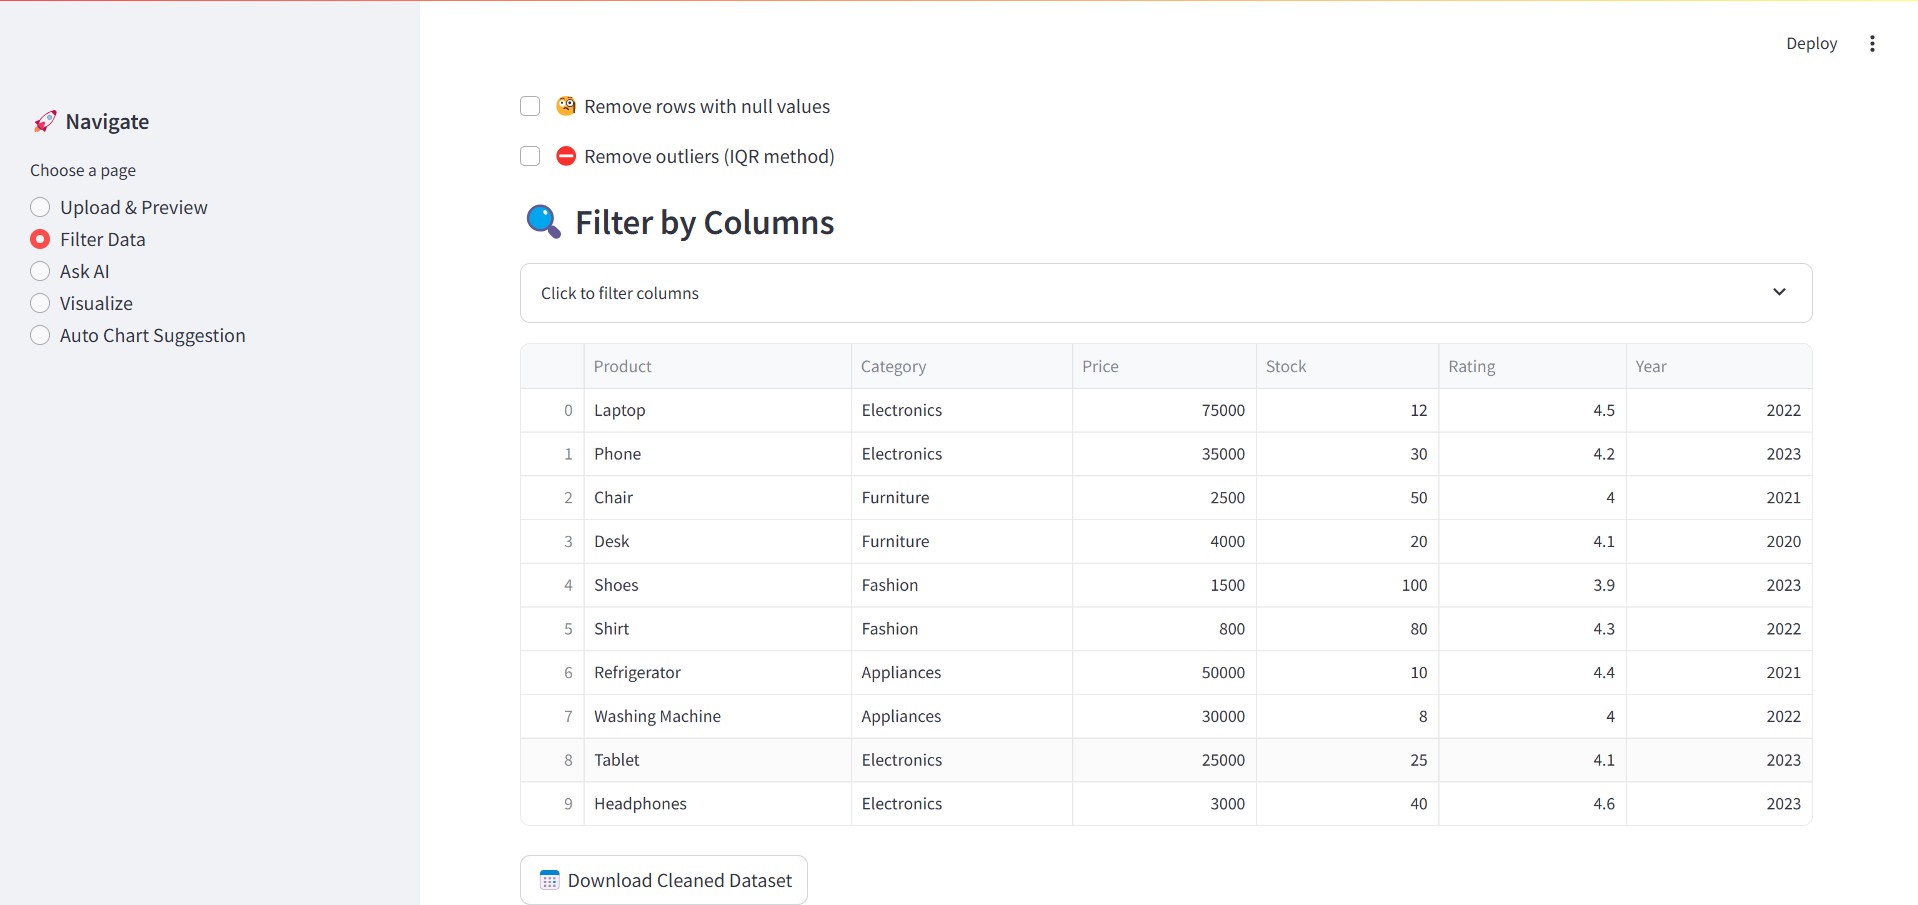 Deploy
Navigate
Choose a page
Upload & Preview
Filter Data
Ask AI
Visualize
Auto Chart Suggestion
Remove rows with null values
Remove outliers (IQR method)
Filter by Columns
Click to filter columns
Product Category Price Stock Rating Year
0 Laptop Electronics 75000 12 4.5 2022
1 Phone Electronics 35000 30 4.2 2023
2 Chair Furniture 2500 50 4 2021
3 Desk Furniture 4000 20 4.1 2020
4 Shoes Fashion 1500 100 3.9 2023
5 Shirt Fashion 800 80 4.3 2022
6 Refrigerator Appliances 50000 10 4.4 2021
7 Washing Machine Appliances 30000 8 4 2022
8 Tablet Electronics 25000 25 4.1 2023
9 Headphones Electronics 3000 40 4.6 2023
Download Cleaned Dataset